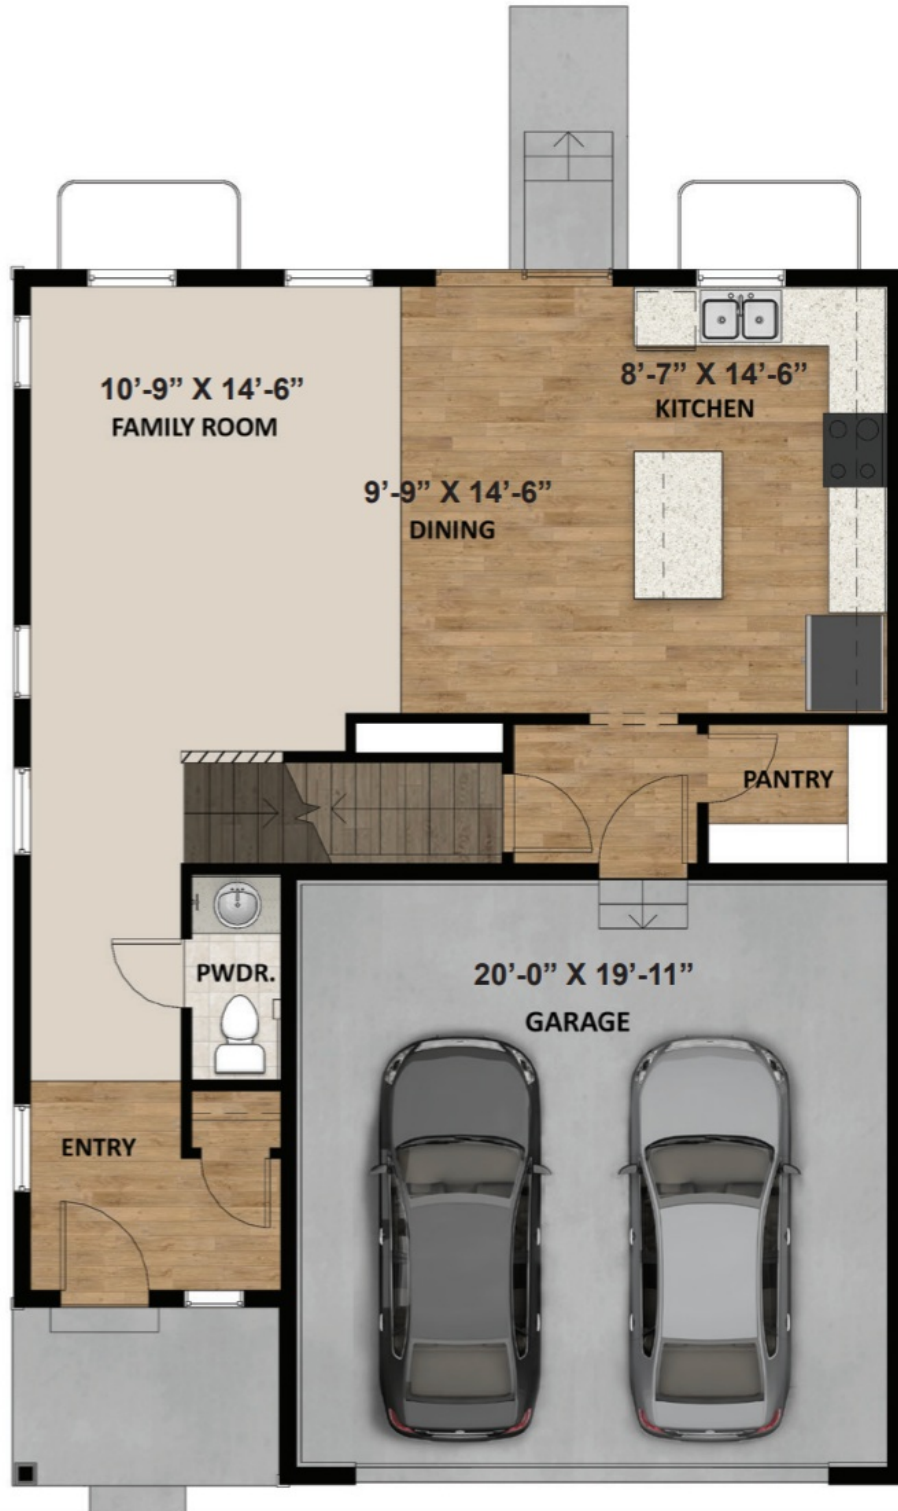 10’-9” X 14’-6”
FAMILY ROOM
8’-7” X 14’-6”
KITCHEN
9’-9” X 14’-6”
DINING
PANTRY
PWDR.
20’-0” X 19’-11”
GARAGE
ENTRY